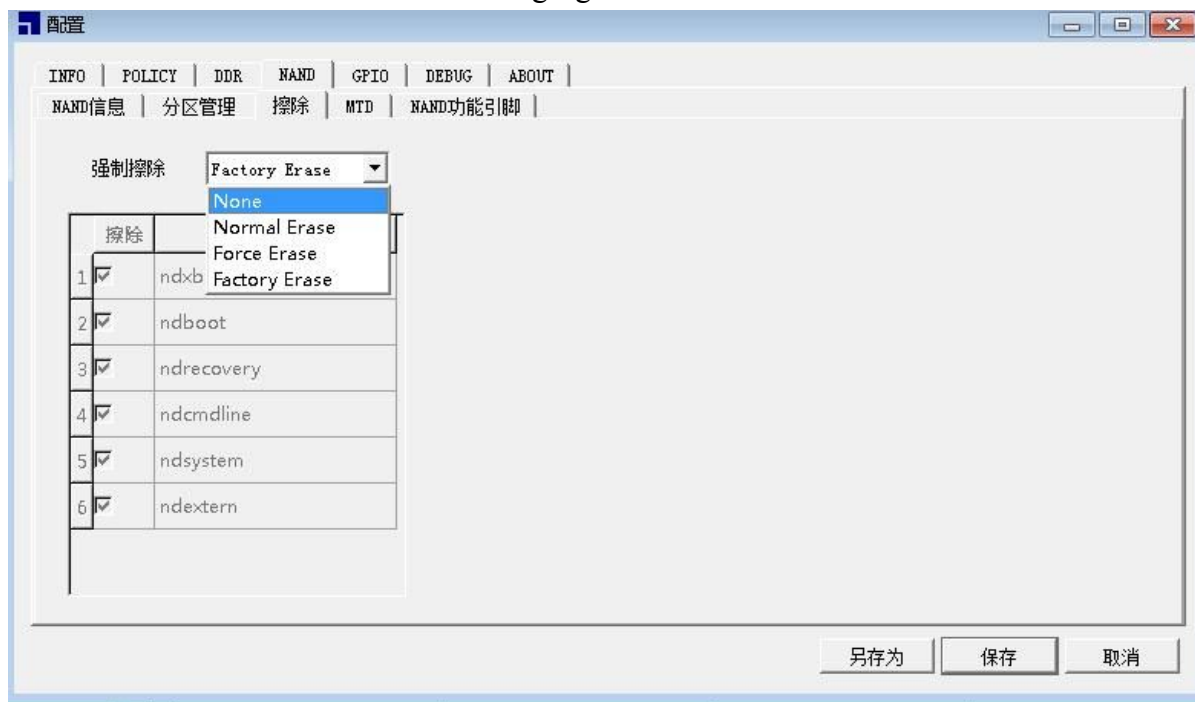 配置
INFO POLICY DDR NAND GPIO DEBUG ABOUT
NAND信息 分区管理 擦除 MTD NAND功能引脚
强制擦除 Factory Erase
None
Normal Erase
Force Erase
Factory Erase
擦除
1 ndxb
2 ndboot
3 ndrecovery
4 ndcmdline
5 ndsystem
6 ndextern
另存为 保存 取消